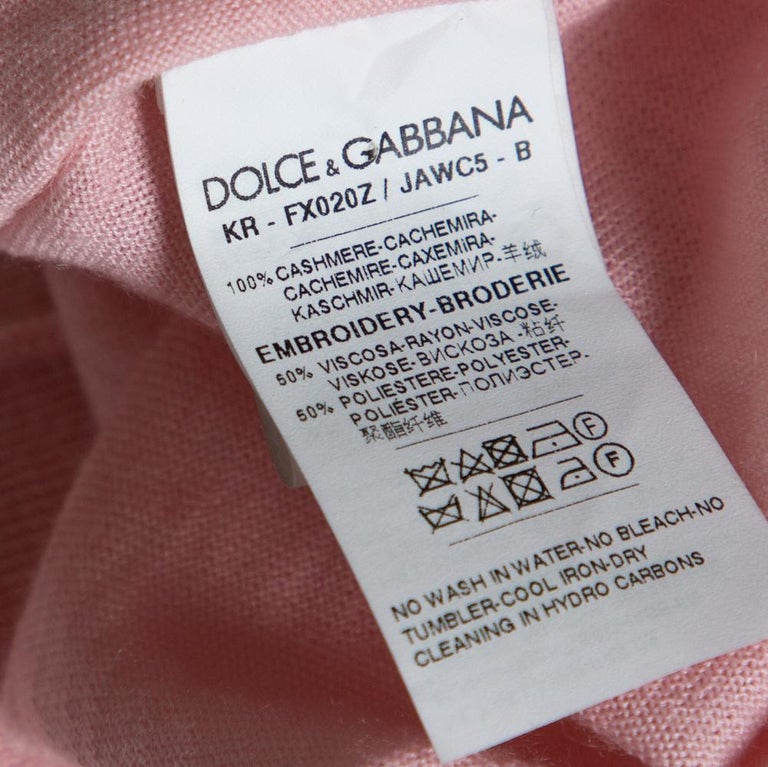 DOLCE & GABBANA
KR - FX020Z / JAWC5 - B
100% CASHMERE-CACHEMIRA-
CACHEMIRE-CAXEMIRA-
KASCHMIR-КАШЕМИР-羊绒
EMBROIDERY-BRODERIE
50% VISCOSA-RAYON-VISCOSE-
VISKOSE-ВИСКОЗА-粘纤
50% POLIESTERE-POLYESTER-
POLIÉSTER-ПОЛИЭСТЕР-
聚酯纤维
F
F
NO WASH IN WATER-NO BLEACH-NO
TUMBLER-COOL IRON-DRY
CLEANING IN HYDRO CARBONS